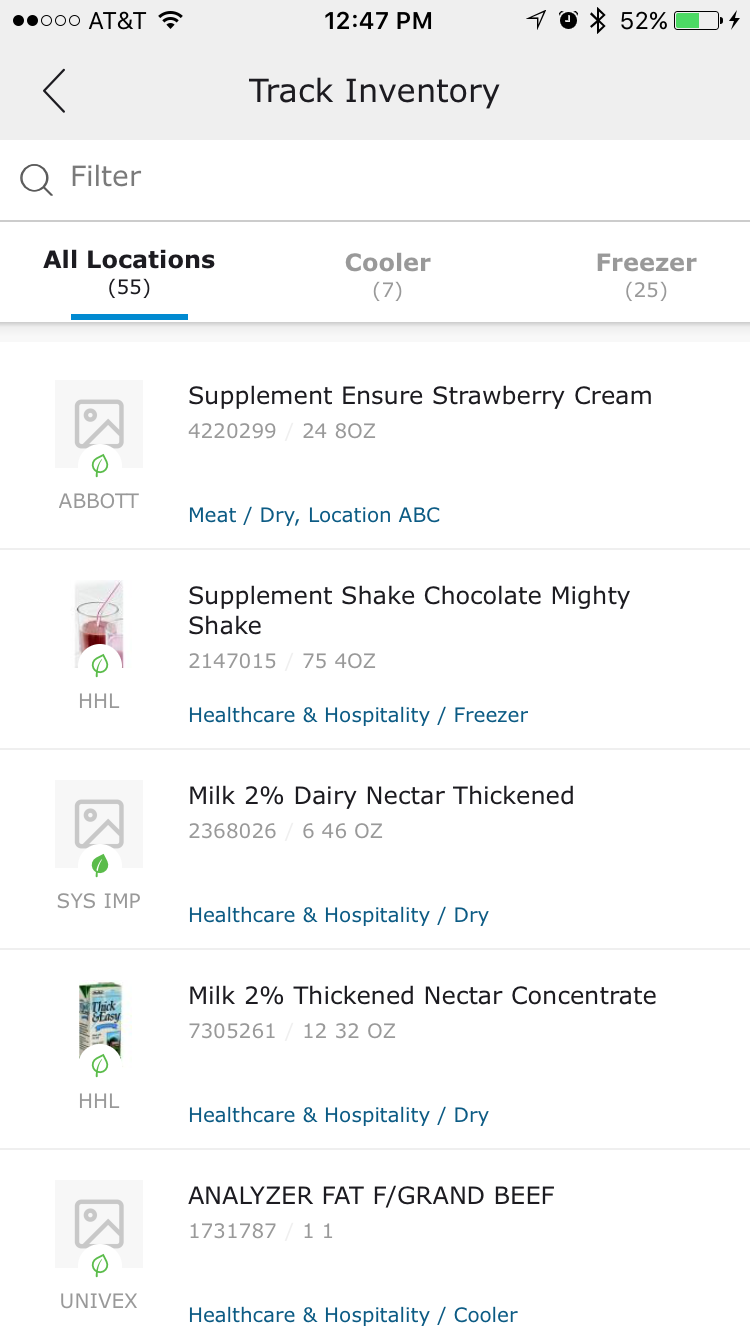 AT&T 12:47 PM 52%
Track Inventory
Filter
All Locations Cooler Freezer
(55) (7) (25)
Supplement Ensure Strawberry Cream
4220299 / 24 8OZ
ABBOTT
Meat / Dry, Location ABC
Supplement Shake Chocolate Mighty
Shake
2147015 / 75 4OZ
HHL
Healthcare & Hospitality / Freezer
Milk 2% Dairy Nectar Thickened
2368026 / 6 46 OZ
SYS IMP
Healthcare & Hospitality / Dry
Milk 2% Thickened Nectar Concentrate
Thick
&Easy
7305261 / 12 32 OZ
HHL
Healthcare & Hospitality / Dry
ANALYZER FAT F/GRAND BEEF
1731787 / 1 1
UNIVEX
Healthcare & Hospitality / Cooler